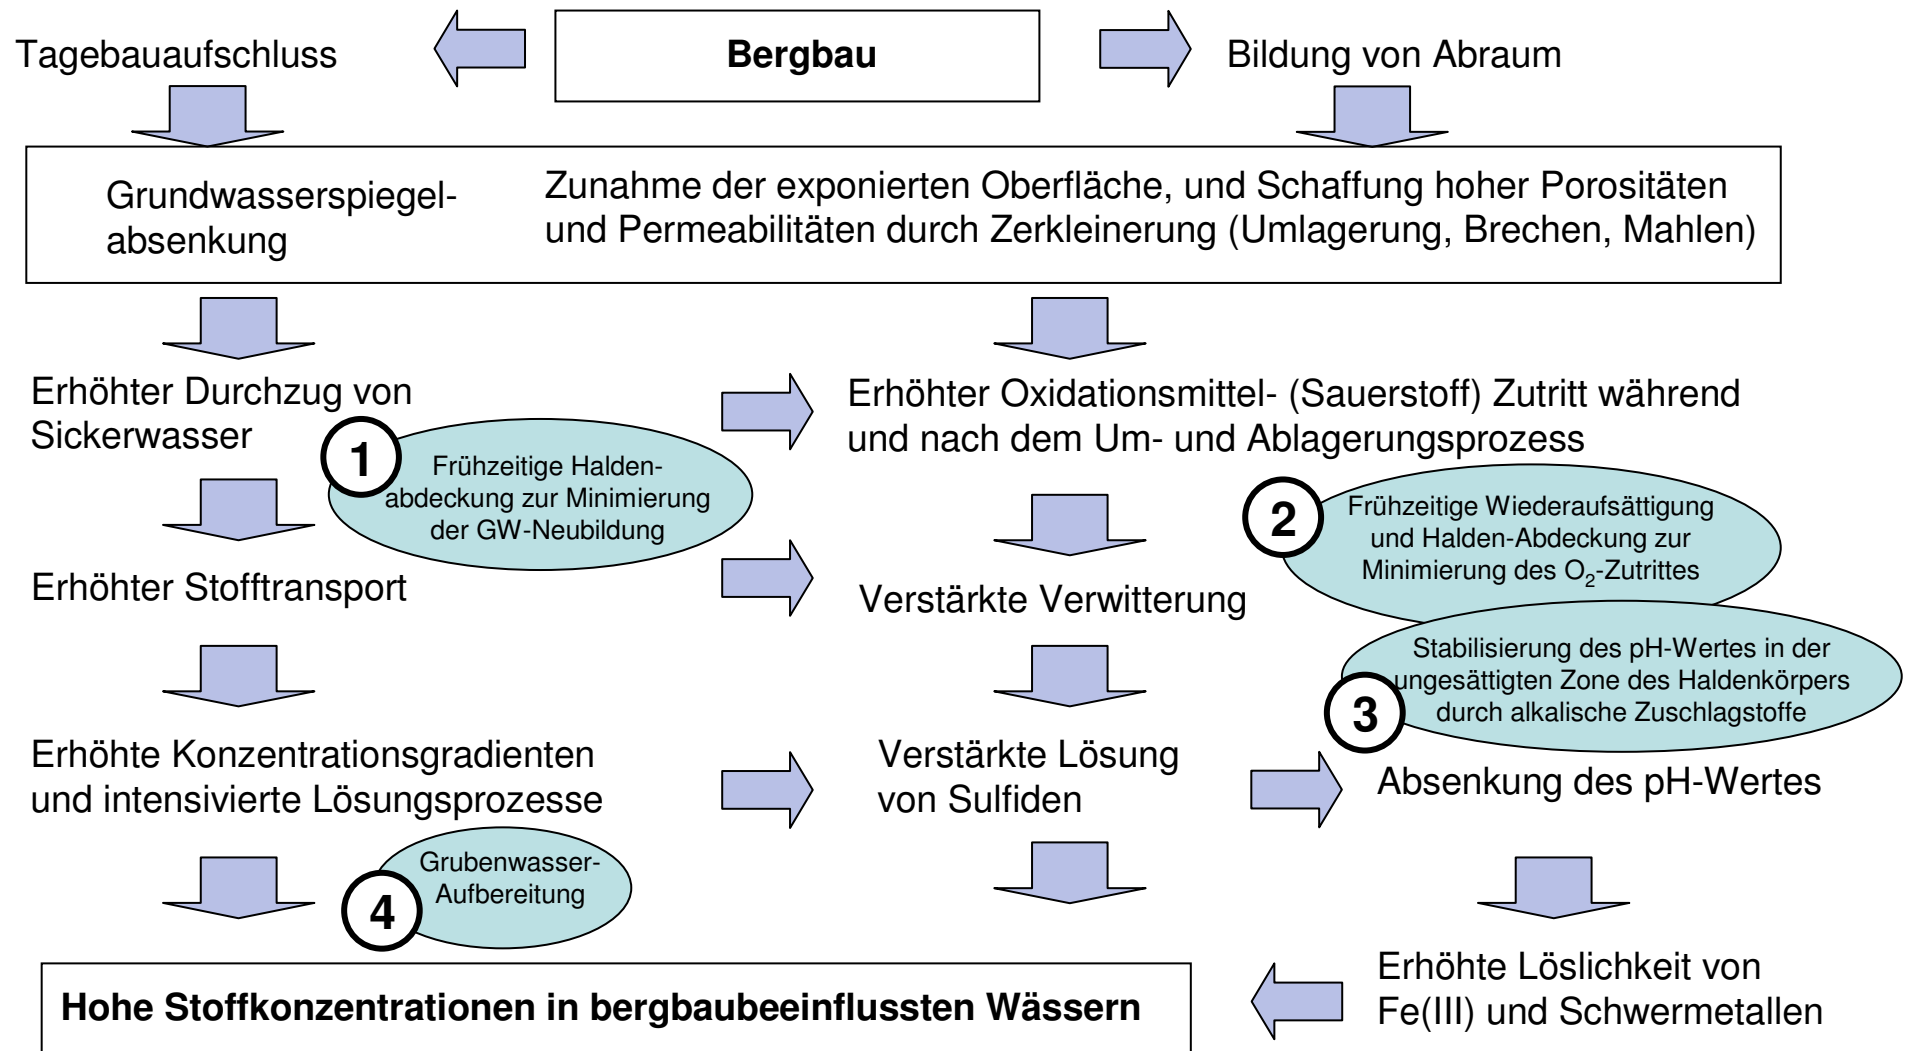 Tagebauaufschluss
Bergbau
Bildung von Abraum
Grundwasserspiegel-
absenkung
Zunahme der exponierten Oberfläche, und Schaffung hoher Porositäten
und Permeabilitäten durch Zerkleinerung (Umlagerung, Brechen, Mahlen)
Erhöhter Durchzug von
Sickerwasser
Erhöhter Oxidationsmittel- (Sauerstoff) Zutritt während
und nach dem Um- und Ablagerungsprozess
1
Frühzeitige Halden-
abdeckung zur Minimierung
der GW-Neubildung
2
Frühzeitige Wiederaufsättigung
und Halden-Abdeckung zur
Minimierung des O₂-Zutrittes
Erhöhter Stofftransport
Verstärkte Verwitterung
3
Stabilisierung des pH-Wertes in der
ungesättigten Zone des Haldenkörpers
durch alkalische Zuschlagstoffe
Erhöhte Konzentrationsgradienten
und intensivierte Lösungsprozesse
Verstärkte Lösung
von Sulfiden
Absenkung des pH-Wertes
4
Grubenwasser-
Aufbereitung
Hohe Stoffkonzentrationen in bergbaubeeinflussten Wässern
Erhöhte Löslichkeit von
Fe(III) und Schwermetallen